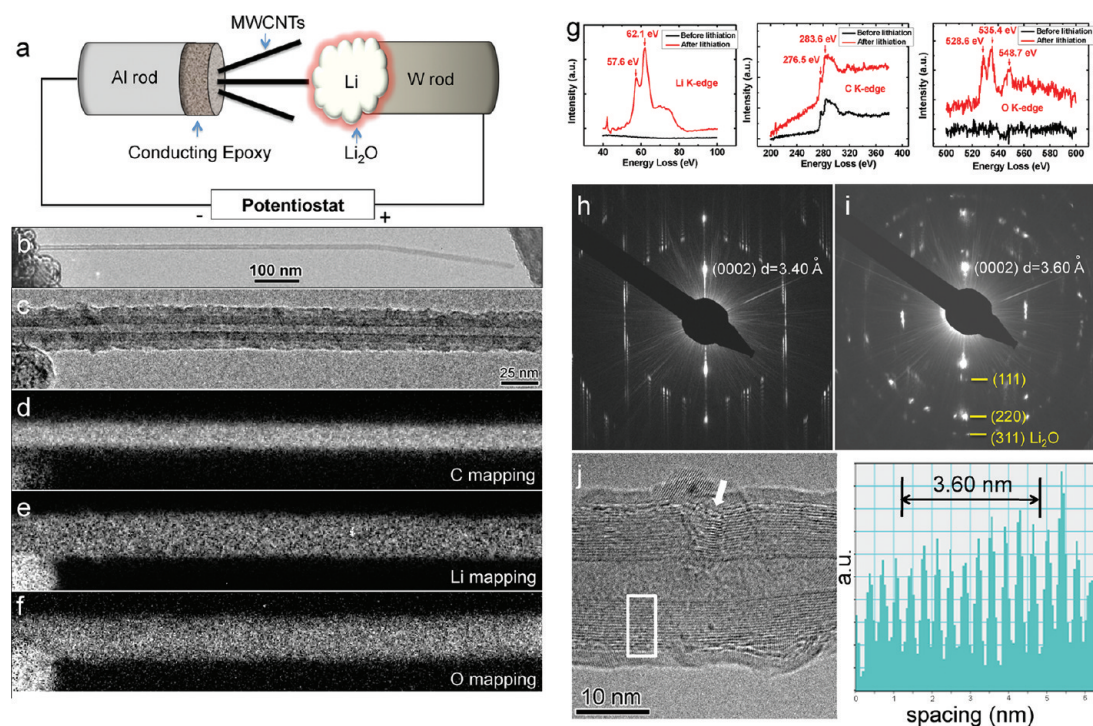 a
MWCNTs
Al rod
Li
W rod
Conducting Epoxy
Li₂O
- Potentiostat +
b
100 nm
c
25 nm
d
C mapping
e
Li mapping
f
O mapping
g
Intensity (a.u.)
Before lithiation
After lithiation
62.1 eV
57.6 eV
Li K-edge
40 60 80 100
Energy Loss (eV)
Intensity (a.u.)
Before lithiation
After lithiation
283.6 eV
276.5 eV
C K-edge
200 240 280 320 360 400
Energy Loss (eV)
Intensity (a.u.)
Before lithiation
After lithiation
535.4 eV
528.6 eV
548.7 eV
O K-edge
500 520 540 560 580 600
Energy Loss (eV)
h
(0002) d=3.40 Å
i
(0002) d=3.60 Å
(111)
(220)
(311) Li₂O
j
10 nm
3.60 nm
a.u.
0 1 2 3 4 5 6
spacing (nm)